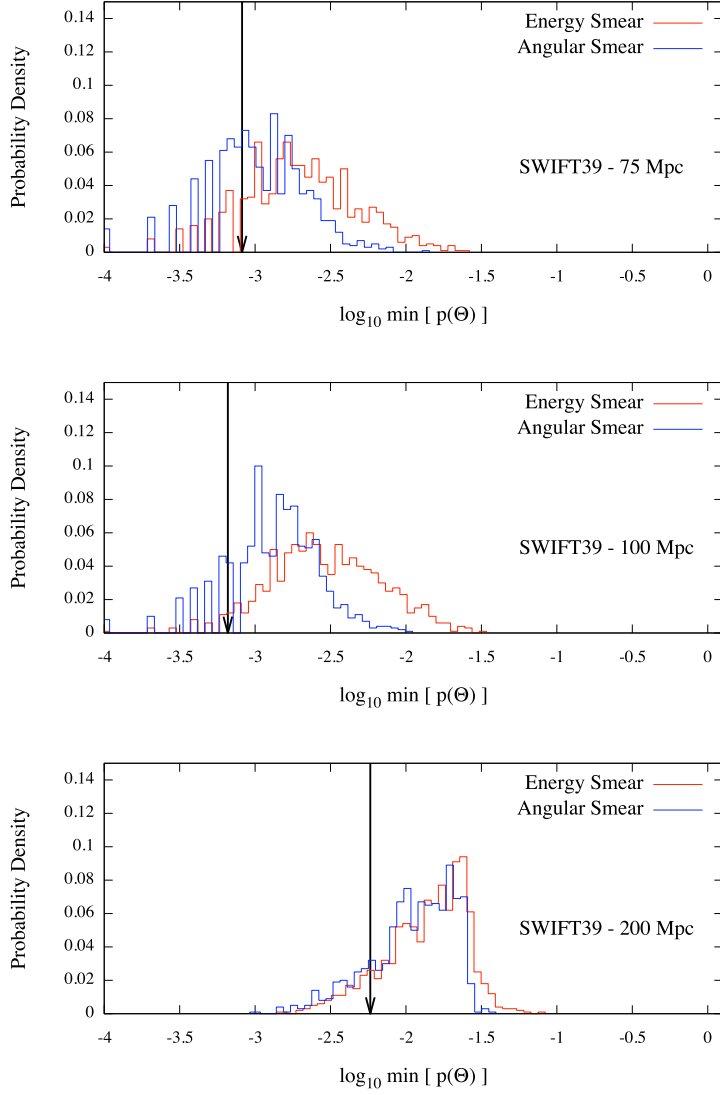 Probability Density
0.14
0.12
0.1
0.08
0.06
0.04
0.02
0
Energy Smear
Angular Smear
SWIFT39 - 75 Mpc
-4 -3.5 -3 -2.5 -2 -1.5 -1 -0.5 0
log10 min [ p(Θ) ]
Probability Density
0.14
0.12
0.1
0.08
0.06
0.04
0.02
0
Energy Smear
Angular Smear
SWIFT39 - 100 Mpc
-4 -3.5 -3 -2.5 -2 -1.5 -1 -0.5 0
log10 min [ p(Θ) ]
Probability Density
0.14
0.12
0.1
0.08
0.06
0.04
0.02
0
Energy Smear
Angular Smear
SWIFT39 - 200 Mpc
-4 -3.5 -3 -2.5 -2 -1.5 -1 -0.5 0
log10 min [ p(Θ) ]